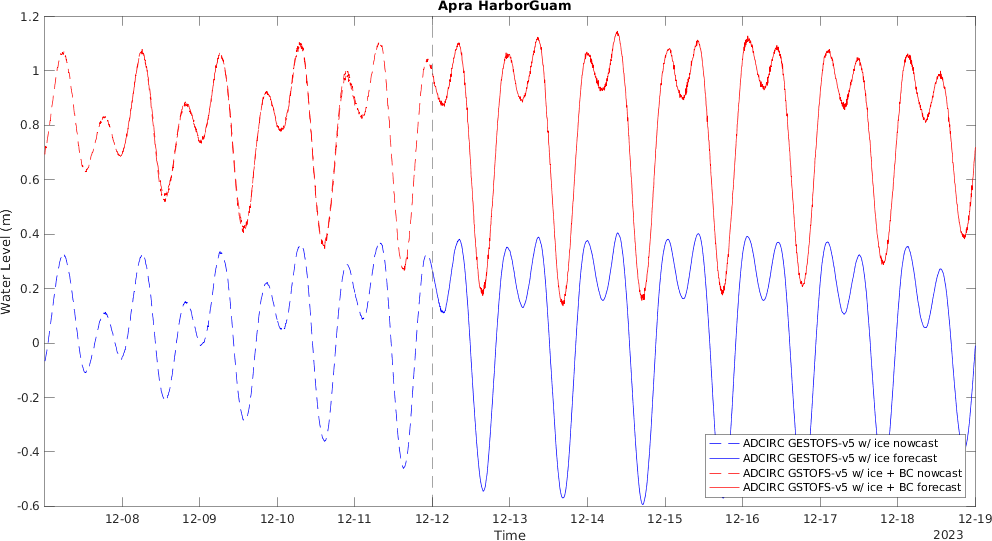 Apra HarborGuam
1.2
1
0.8
0.6
0.4
0.2
0
-0.2
-0.4
-0.6
Water Level (m)
ADCIRC GESTOFS-v5 w/ ice nowcast
ADCIRC GESTOFS-v5 w/ ice forecast
ADCIRC GSTOFS-v5 w/ ice + BC nowcast
ADCIRC GSTOFS-v5 w/ ice + BC forecast
12-08 12-09 12-10 12-11 12-12 12-13 12-14 12-15 12-16 12-17 12-18 12-19
Time
2023